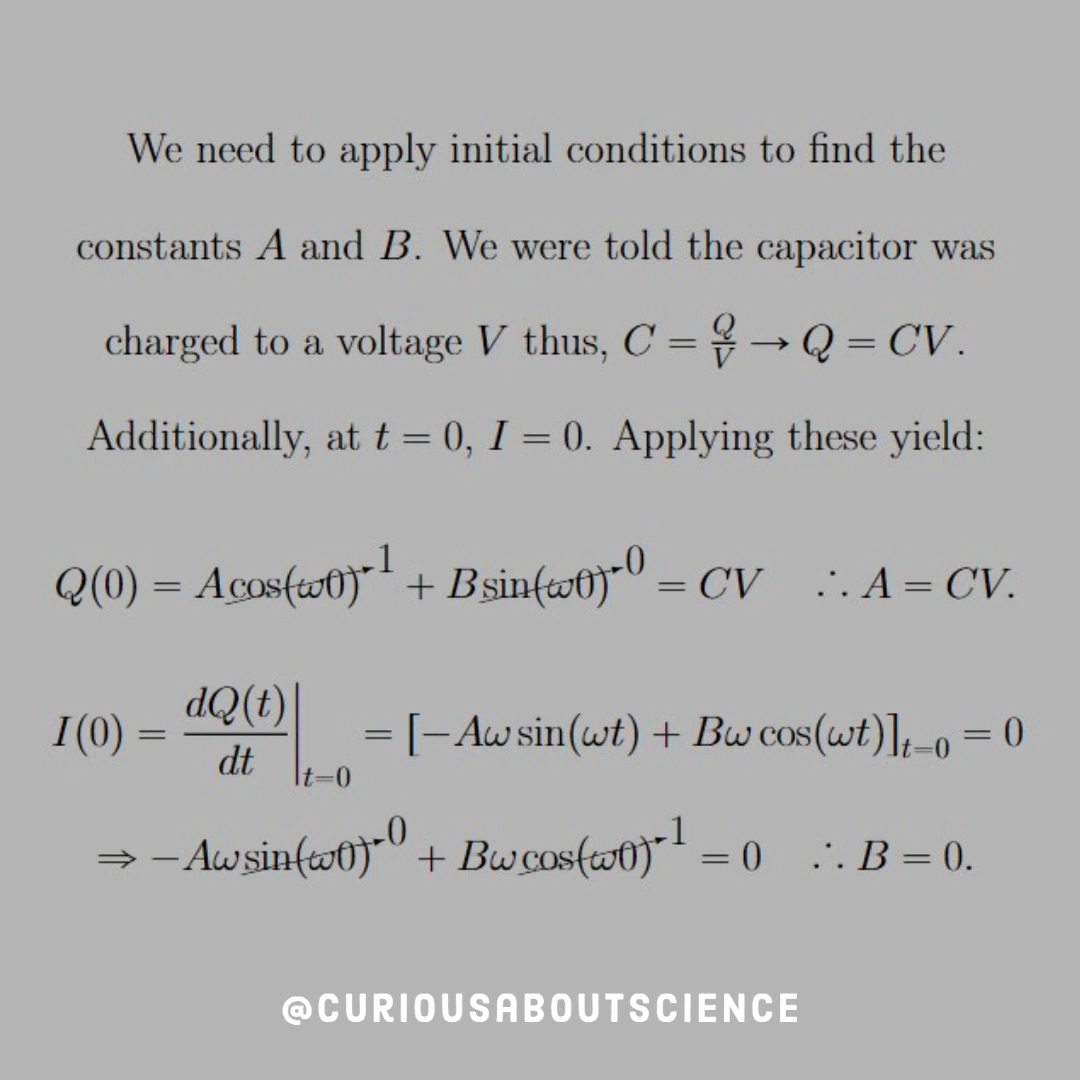 We need to apply initial conditions to find the
constants A and B. We were told the capacitor was
charged to a voltage V thus, C = Q/V → Q = CV.
Additionally, at t = 0, I = 0. Applying these yield:
Q(0) = A cos(ω0)¹ + B sin(ω0)⁰ = CV ∴ A = CV.
I(0) = dQ(t)/dt |t=0 = [−Aω sin(ωt) + Bω cos(ωt)]t=0 = 0
⇒ −Aω sin(ω0)⁰ + Bω cos(ω0)¹ = 0 ∴ B = 0.
@CURIOUSABOUTSCIENCE